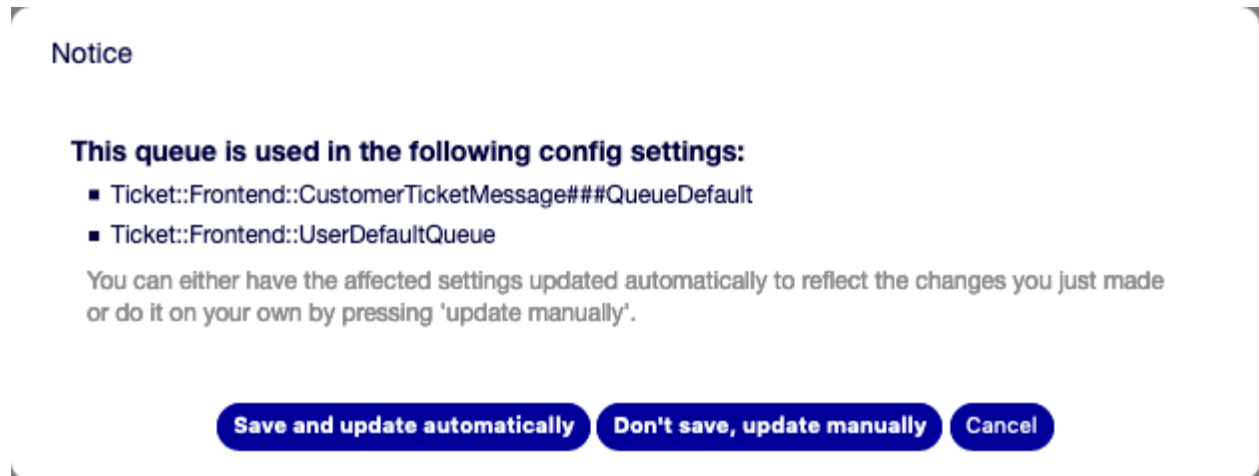 Notice
This queue is used in the following config settings:
▪ Ticket::Frontend::CustomerTicketMessage###QueueDefault
▪ Ticket::Frontend::UserDefaultQueue
You can either have the affected settings updated automatically to reflect the changes you just made
or do it on your own by pressing 'update manually'.
Save and update automatically Don't save, update manually Cancel